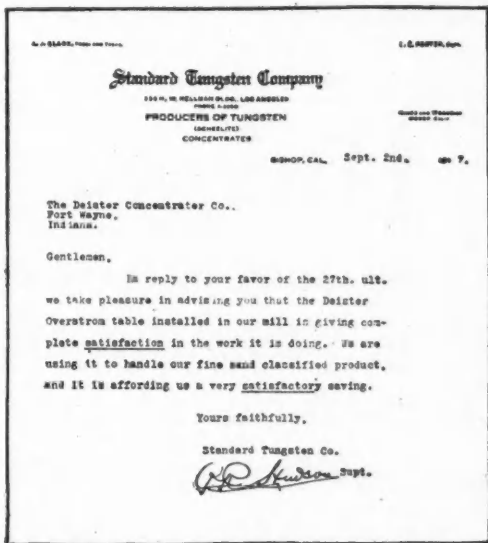 Standard Tungsten Company
PRODUCERS OF TUNGSTEN
(SCHEELITE)
CONCENTRATES
BISHOP, CAL. Sept. 2nd. 7.
The Deister Concentrater Co.,
Fort Wayne,
Indiana.
Gentlemen,
In reply to your favor of the 27th. ult.
we take pleasure in advising you that the Deister
Overstrom table installed in our mill is giving com-
plete satisfaction in the work it is doing. We are
using it to handle our fine sand classified product,
and it is affording us a very satisfactory saving.
Yours faithfully,
Standard Tungsten Co.
Hudson Supt.